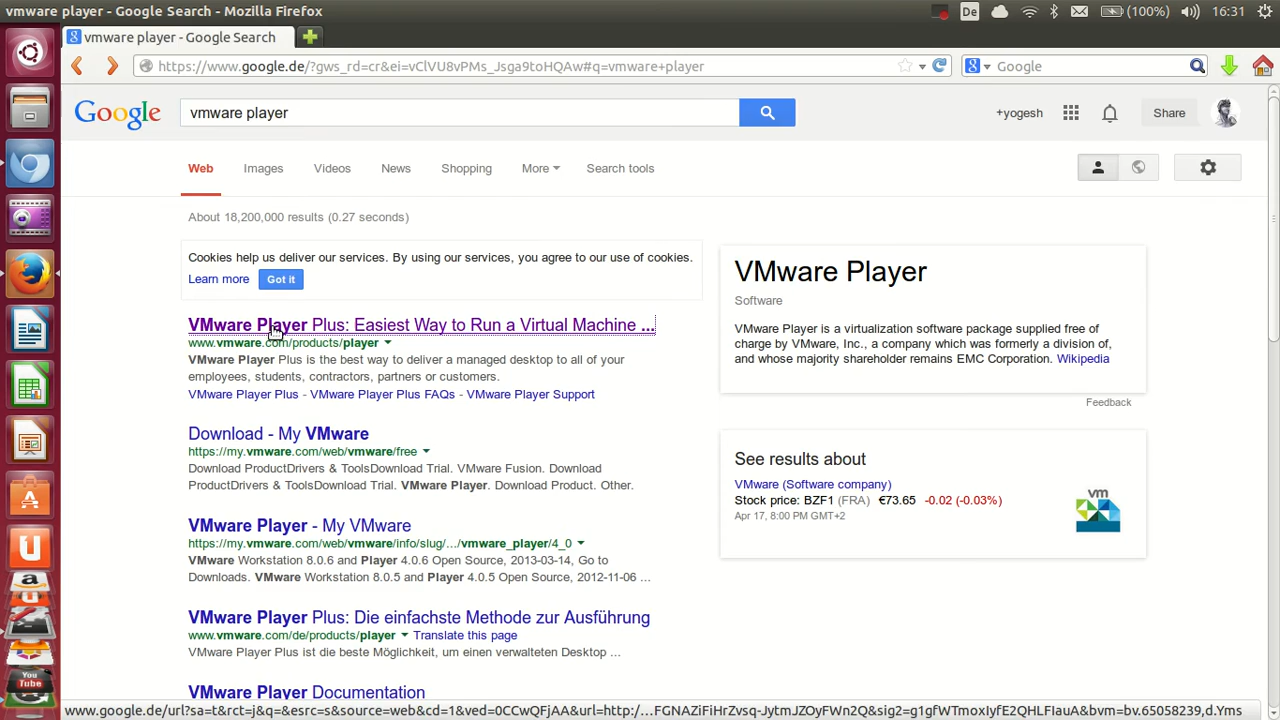 vmware player - Google Search - Mozilla Firefox
De
(100%)
16:31
vmware player - Google Search
https://www.google.de/?gws_rd=cr&ei=vClVU8vPMs_Jsga9toHQAw#q=vmware+player
Google
Google
vmware player
+yogesh
Share
Web
Images
Videos
News
Shopping
More
Search tools
About 18,200,000 results (0.27 seconds)
Cookies help us deliver our services. By using our services, you agree to our use of cookies.
Learn more
Got it
VMware Player Plus: Easiest Way to Run a Virtual Machine ...
www.vmware.com/products/player
VMware Player Plus is the best way to deliver a managed desktop to all of your
employees, students, contractors, partners or customers.
VMware Player Plus - VMware Player Plus FAQs - VMware Player Support
Download - My VMware
https://my.vmware.com/web/vmware/free
Download ProductDrivers & ToolsDownload Trial. VMware Fusion. Download
ProductDrivers & ToolsDownload Trial. VMware Player. Download Product. Other.
VMware Player - My VMware
https://my.vmware.com/web/vmware/info/slug/.../vmware_player/4_0
VMware Workstation 8.0.6 and Player 4.0.6 Open Source, 2013-03-14, Go to
Downloads. VMware Workstation 8.0.5 and Player 4.0.5 Open Source, 2012-11-06 ...
VMware Player Plus: Die einfachste Methode zur Ausführung
www.vmware.com/de/products/player
Translate this page
VMware Player Plus ist die beste Möglichkeit, um einen verwalteten Desktop ...
VMware Player Documentation
VMware Player
Software
VMware Player is a virtualization software package supplied free of
charge by VMware, Inc., a company which was formerly a division of,
and whose majority shareholder remains EMC Corporation. Wikipedia
Feedback
See results about
VMware (Software company)
Stock price: BZF1 (FRA) €73.65 -0.02 (-0.03%)
Apr 17, 8:00 PM GMT+2
vm
You
Tube
www.google.de/url?sa=t&rct=j&q=&esrc=s&source=web&cd=1&ved=0CCwQFjAA&url=http:/...FGNAZiFiHrZvsq-JytmJZOyFWn2Q&sig2=g1gfWTmoxIyfE2QHLFIauA&bvm=bv.65058239,d.Yms